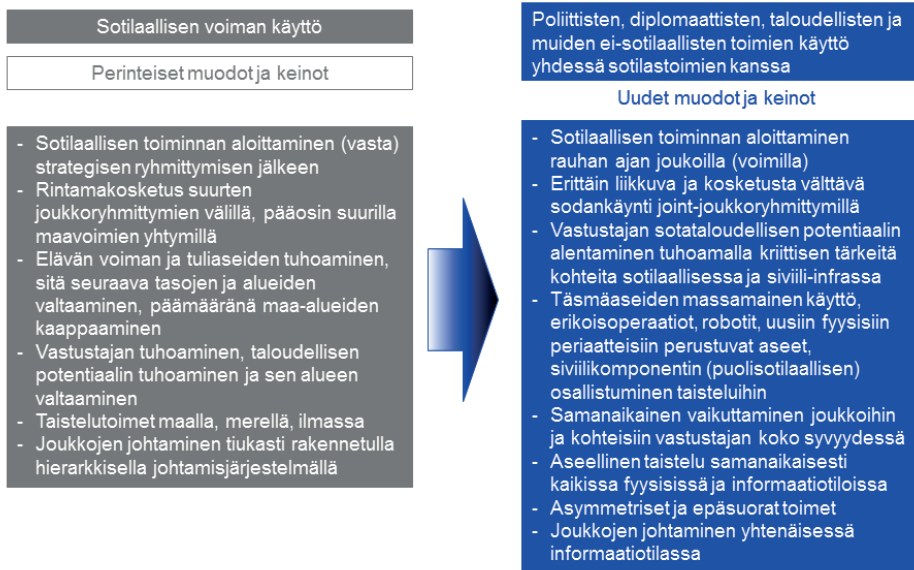 Sotilaallisen voiman käyttö
Perinteiset muodot ja keinot
- Sotilaallisen toiminnan aloittaminen (vasta)
strategisen ryhmittymisen jälkeen
- Rintamakosketus suurten
joukkoryhmittymien välillä, pääosin suurilla
maavoimien yhtymillä
- Elävän voiman ja tuliaseiden tuhoaminen,
sitä seuraava tasojen ja alueiden
valtaaminen, päämääränä maa-alueiden
kaappaaminen
- Vastustajan tuhoaminen, taloudellisen
potentiaalin tuhoaminen ja sen alueen
valtaaminen
- Taistelutoimet maalla, merellä, ilmassa
- Joukkojen johtaminen tiukasti rakennetulla
hierarkkisella johtamisjärjestelmällä
Poliittisten, diplomaattisten, taloudellisten ja
muiden ei-sotilaallisten toimien käyttö
yhdessä sotilastoimien kanssa
Uudet muodot ja keinot
- Sotilaallisen toiminnan aloittaminen
rauhan ajan joukoilla (voimilla)
- Erittäin liikkuva ja kosketusta välttävä
sodankäynti joint-joukkoryhmittymillä
- Vastustajan sotataloudellisen potentiaalin
alentaminen tuhoamalla kriittisen tärkeitä
kohteita sotilaallisessa ja siviili-infrassa
- Täsmäaseiden massamainen käyttö,
erikoisoperaatiot, robotit, uusiin fyysisiin
periaatteisiin perustuvat aseet,
siviilikomponentin (puolisotilaallisen)
osallistuminen taisteluihin
- Samanaikainen vaikuttaminen joukkoihin
ja kohteisiin vastustajan koko syvyydessä
- Aseellinen taistelu samanaikaisesti
kaikissa fyysisissä ja informaatiotiloissa
- Asymmetriset ja epäsuorat toimet
- Joukkojen johtaminen yhtenäisessä
informaatiotilassa